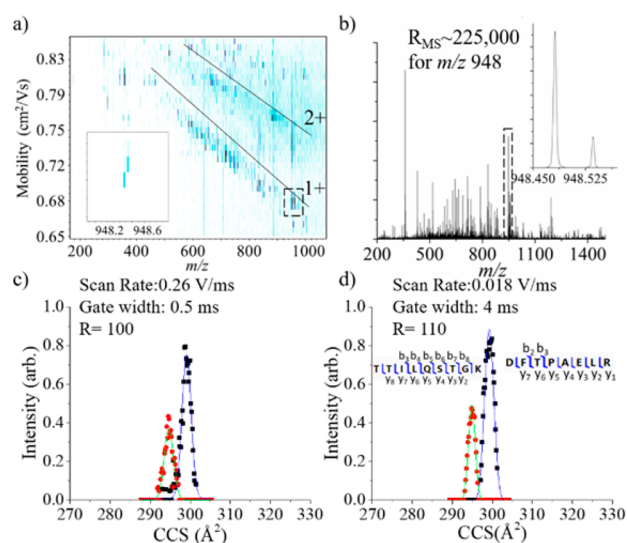 a)
Mobility (cm²/Vs)
0.83
0.79
0.75
0.72
0.68
0.65
2+
1+
948.2 948.6
200 400 600 800 1000
m/z
b)
R_MS~225,000
for m/z 948
948.450 948.525
200 500 800 1100 1400
m/z
c)
Scan Rate:0.26 V/ms
Gate width: 0.5 ms
R= 100
Intensity (arb.)
1.0
0.8
0.6
0.4
0.2
0.0
270 290 300 310 330
CCS (Å²)
d)
Scan Rate:0.018 V/ms
Gate width: 4 ms
R= 110
b₂ b₄ b₅ b₆ b₇ b₈
T T I L Q S T G K
y₈ y₇ y₆ y₅ y₄ y₃ y₂
b₂ b₃
D F T P A E L R
y₇ y₆ y₅ y₄ y₃ y₂ y₁
Intensity (arb.)
1.0
0.8
0.6
0.4
0.2
0.0
270 290 300 310 330
CCS(Å²)